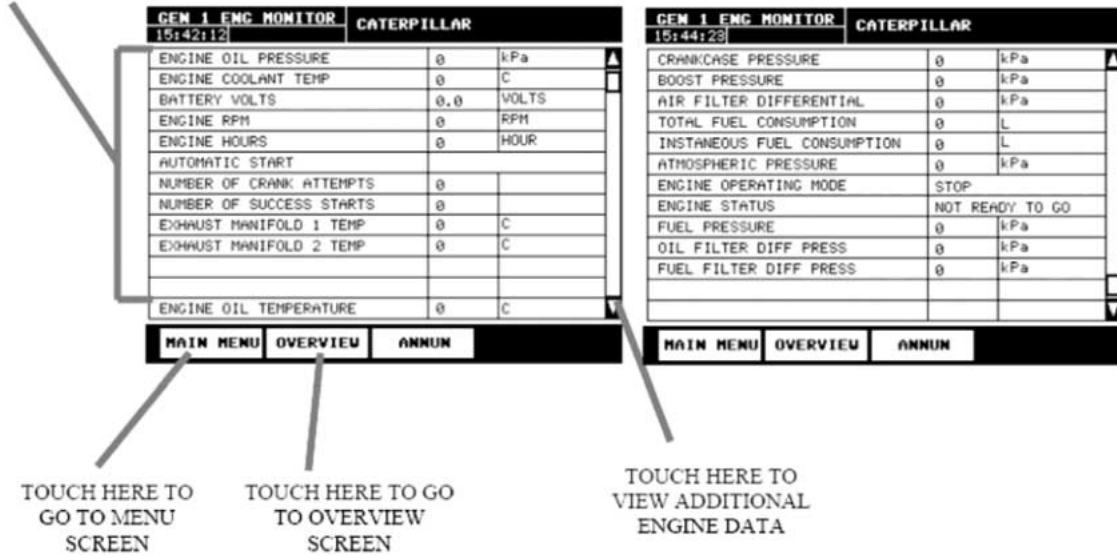 GEN 1 ENG MONITOR
15:42:12
CATERPILLAR
ENGINE OIL PRESSURE 0 kPa
ENGINE COOLANT TEMP 0 C
BATTERY VOLTS 0.0 VOLTS
ENGINE RPM 0 RPM
ENGINE HOURS 0 HOUR
AUTOMATIC START
NUMBER OF CRANK ATTEMPTS 0
NUMBER OF SUCCESS STARTS 0
EXHAUST MANIFOLD 1 TEMP 0 C
EXHAUST MANIFOLD 2 TEMP 0 C
ENGINE OIL TEMPERATURE 0 C
MAIN MENU OVERVIEW ANNUN
GEN 1 ENG MONITOR
15:44:23
CATERPILLAR
CRANKCASE PRESSURE 0 kPa
BOOST PRESSURE 0 kPa
AIR FILTER DIFFERENTIAL 0 kPa
TOTAL FUEL CONSUMPTION 0 L
INSTANEOUS FUEL CONSUMPTION 0 L
ATMOSPHERIC PRESSURE 0 kPa
ENGINE OPERATING MODE STOP
ENGINE STATUS NOT READY TO GO
FUEL PRESSURE 0 kPa
OIL FILTER DIFF PRESS 0 kPa
FUEL FILTER DIFF PRESS 0 kPa
MAIN MENU OVERVIEW ANNUN
TOUCH HERE TO
GO TO MENU
SCREEN
TOUCH HERE TO GO
TO OVERVIEW
SCREEN
TOUCH HERE TO
VIEW ADDITIONAL
ENGINE DATA